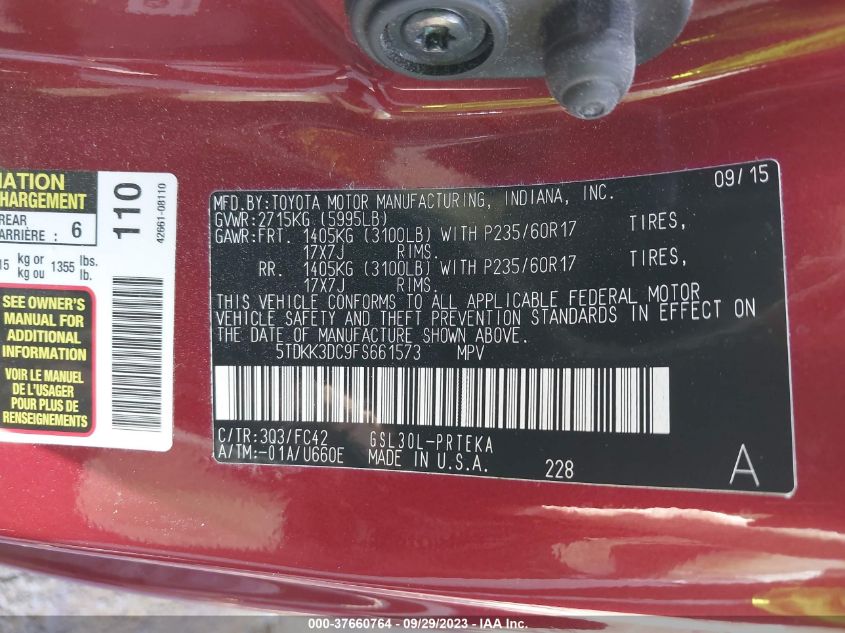 MATION
CHARGEMENT
REAR
ARRIÈRE : 6
15 kg or kg ou 1355 lbs. lb.
SEE OWNER'S
MANUAL FOR
ADDITIONAL
INFORMATION
VOIR LE MANUEL
DE L'USAGER
POUR PLUS DE
RENSEIGNEMENTS
110
42661-08110
MFD.BY:TOYOTA MOTOR MANUFACTURING, INDIANA, INC. 09/15
GVWR:2715KG (5995LB)
GAWR:FRT. 1405KG (3100LB) WITH P235/60R17 TIRES,
17X7J RIMS.
RR. 1405KG (3100LB) WITH P235/60R17 TIRES,
17X7J RIMS.
THIS VEHICLE CONFORMS TO ALL APPLICABLE FEDERAL MOTOR
VEHICLE SAFETY AND THEFT PREVENTION STANDARDS IN EFFECT ON
THE DATE OF MANUFACTURE SHOWN ABOVE.
5TDKK3DC9FS661573 MPV
C/TR:3Q3/FC42 GSL30L-PRTEKA
A/TM:-01A/U660E MADE IN U.S.A. 228 A
000-37660764 - 09/29/2023 - IAA Inc.